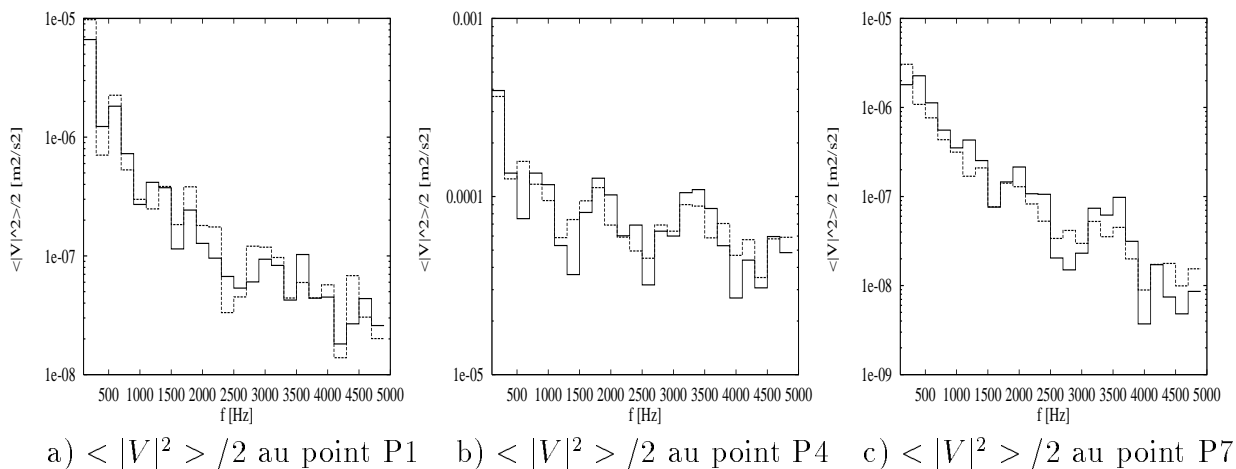 <|V|^2>/2 [m2/s2]
1e-05
1e-06
1e-07
1e-08
500 1000 1500 2000 2500 3000 3500 4000 4500 5000
f [Hz]
a) < |V|² > /2 au point P1
<|V|^2>/2 [m2/s2]
0.001
0.0001
1e-05
500 1000 1500 2000 2500 3000 3500 4000 4500 5000
f [Hz]
b) < |V|² > /2 au point P4
<|V|^2>/2 [m2/s2]
1e-05
1e-06
1e-07
1e-08
1e-09
500 1000 1500 2000 2500 3000 3500 4000 4500 5000
f [Hz]
c) < |V|² > /2 au point P7